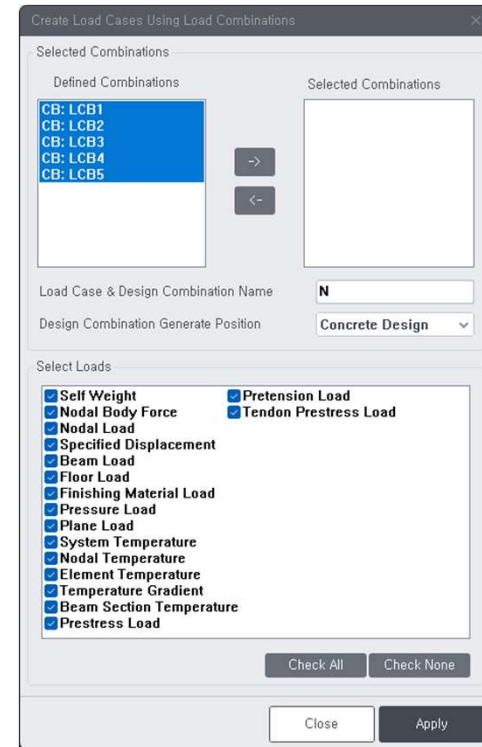 Create Load Cases Using Load Combinations
Selected Combinations
Defined Combinations
Selected Combinations
CB: LCB1
CB: LCB2
CB: LCB3
CB: LCB4
CB: LCB5
->
<-
Load Case & Design Combination Name
N
Design Combination Generate Position
Concrete Design
Select Loads
Self Weight
Nodal Body Force
Nodal Load
Specified Displacement
Beam Load
Floor Load
Finishing Material Load
Pressure Load
Plane Load
System Temperature
Nodal Temperature
Element Temperature
Temperature Gradient
Beam Section Temperature
Prestress Load
Pretension Load
Tendon Prestress Load
Check All
Check None
Close
Apply